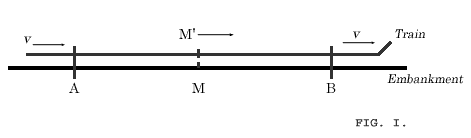 M' v Train
v
Embankment
A M B
FIG. I.